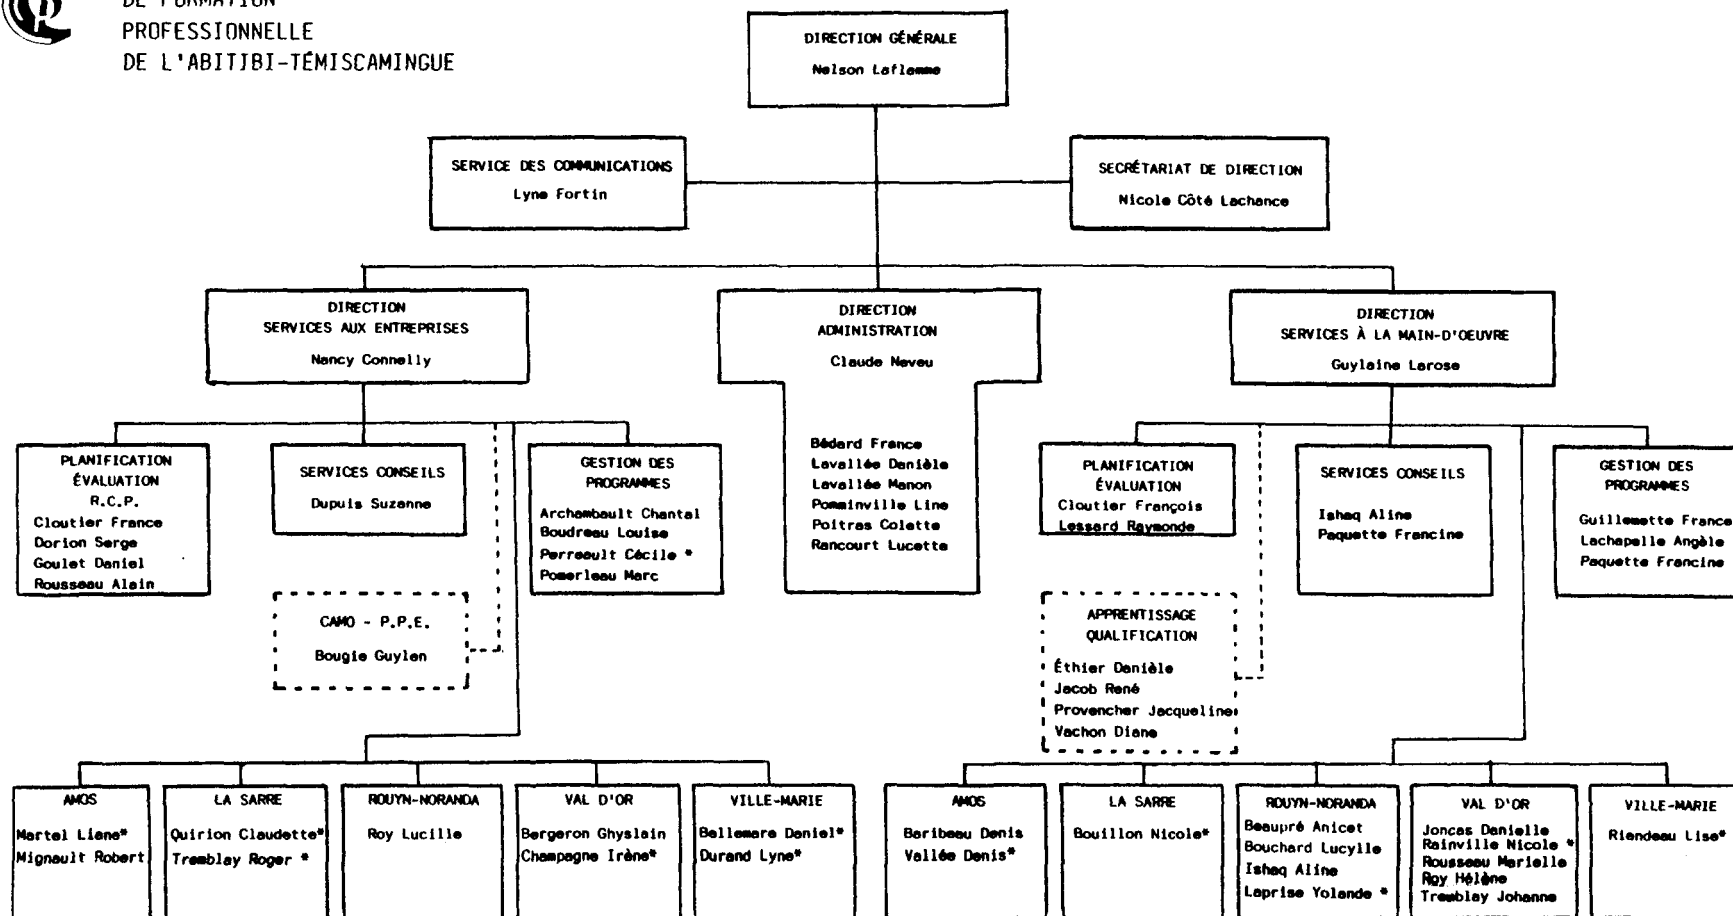 DE FORMATION
PROFESSIONNELLE
DE L'ABITIBI-TÉMISCAMINGUE
DIRECTION GÉNÉRALE
Nelson Laflamme
SERVICE DES COMMUNICATIONS
Lyne Fortin
SECRÉTARIAT DE DIRECTION
Nicole Côté Lachance
DIRECTION
SERVICES AUX ENTREPRISES
Nancy Connelly
DIRECTION
ADMINISTRATION
Claude Neveu
Bédard France
Lavallée Danièle
Lavallée Manon
Pomainville Line
Poitras Colette
Rancourt Lucette
DIRECTION
SERVICES À LA MAIN-D'OEUVRE
Guylaine Larose
PLANIFICATION
ÉVALUATION
R.C.P.
Cloutier France
Dorion Serge
Goulet Daniel
Rousseau Alain
SERVICES CONSEILS
Dupuis Suzanne
GESTION DES
PROGRAMMES
Archambault Chantal
Boudreau Louise
Perreault Cécile *
Pomerleau Marc
CAMO - P.P.E.
Bougie Guylen
PLANIFICATION
ÉVALUATION
Cloutier François
Lessard Raymonde
SERVICES CONSEILS
Ishaq Aline
Paquette Francine
GESTION DES
PROGRAMMES
Guillemette France
Lachapelle Angèle
Paquette Francine
APPRENTISSAGE
QUALIFICATION
Éthier Danièle
Jacob René
Provencher Jacqueline
Vachon Diane
AMOS
Martel Liane*
Mignault Robert
LA SARRE
Quirion Claudette*
Tremblay Roger *
ROUYN-NORANDA
Roy Lucille
VAL D'OR
Bergeron Ghyslain
Champagne Irène*
VILLE-MARIE
Bellemare Daniel*
Durand Lyne*
AMOS
Baribeau Denis
Vallée Denis*
LA SARRE
Bouillon Nicole*
ROUYN-NORANDA
Beaupré Anicet
Bouchard Lucylle
Ishaq Aline
Laprise Yolande *
VAL D'OR
Joncas Danielle
Rainville Nicole *
Rousseau Marielle
Roy Hélène
Tremblay Johanne
VILLE-MARIE
Riendeau Lise*